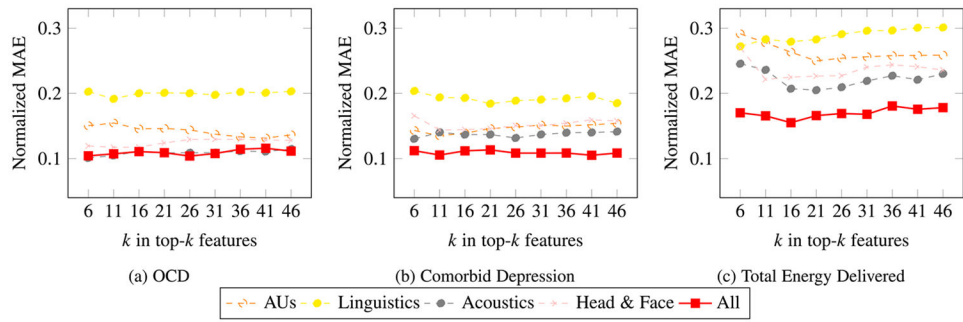 0.3
0.2
0.1
Normalized MAE
6 11 16 21 26 31 36 41 46
k in top-k features
(a) OCD
0.3
0.2
0.1
Normalized MAE
6 11 16 21 26 31 36 41 46
k in top-k features
(b) Comorbid Depression
0.3
0.2
0.1
Normalized MAE
6 11 16 21 26 31 36 41 46
k in top-k features
(c) Total Energy Delivered
AUs Linguistics Acoustics Head & Face All